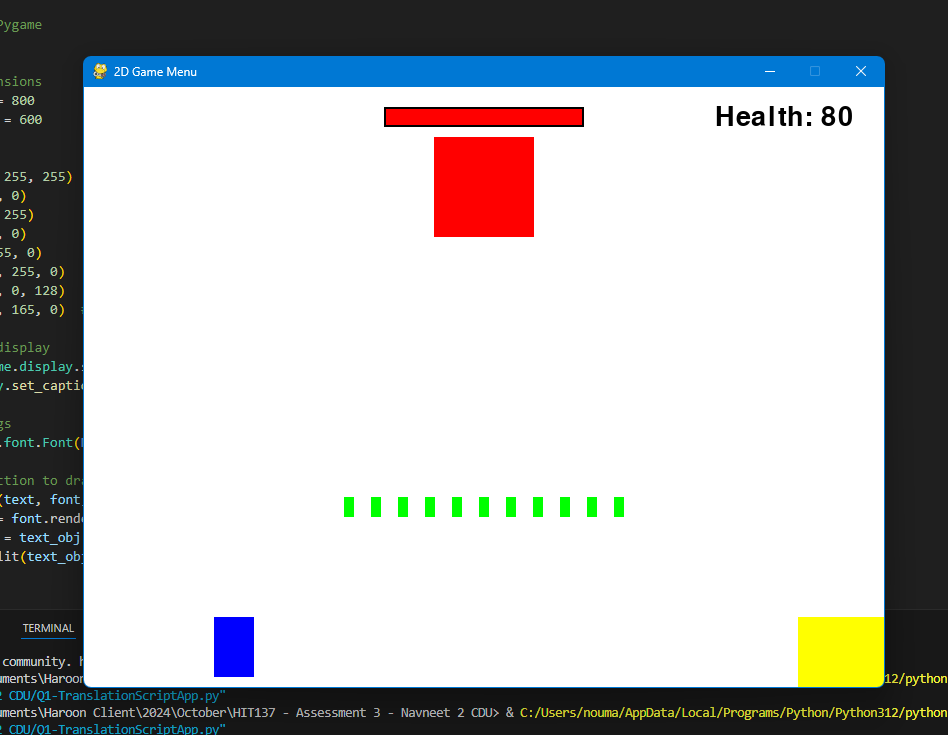 Pygame
nsions
= 800
= 600
255, 255)
, 0)
255)
, 0)
55, 0)
, 255, 0)
, 0, 128)
, 165, 0)
display
me.display.
y.set_captio
gs
.font.Font(
ction to dra
(text, font
= font.rende
= text_obj
lit(text_obj
2D Game Menu
Health: 80
TERMINAL
community. h
uments\Haroon
12/python
2 CDU/Q1-TranslationScriptApp.py"
uments\Haroon Client\2024\October\HIT137 - Assessment 3 - Navneet 2 CDU> & C:/Users/nouma/AppData/Local/Programs/Python/Python312/python
2 CDU/Q1-TranslationScriptApp.py"